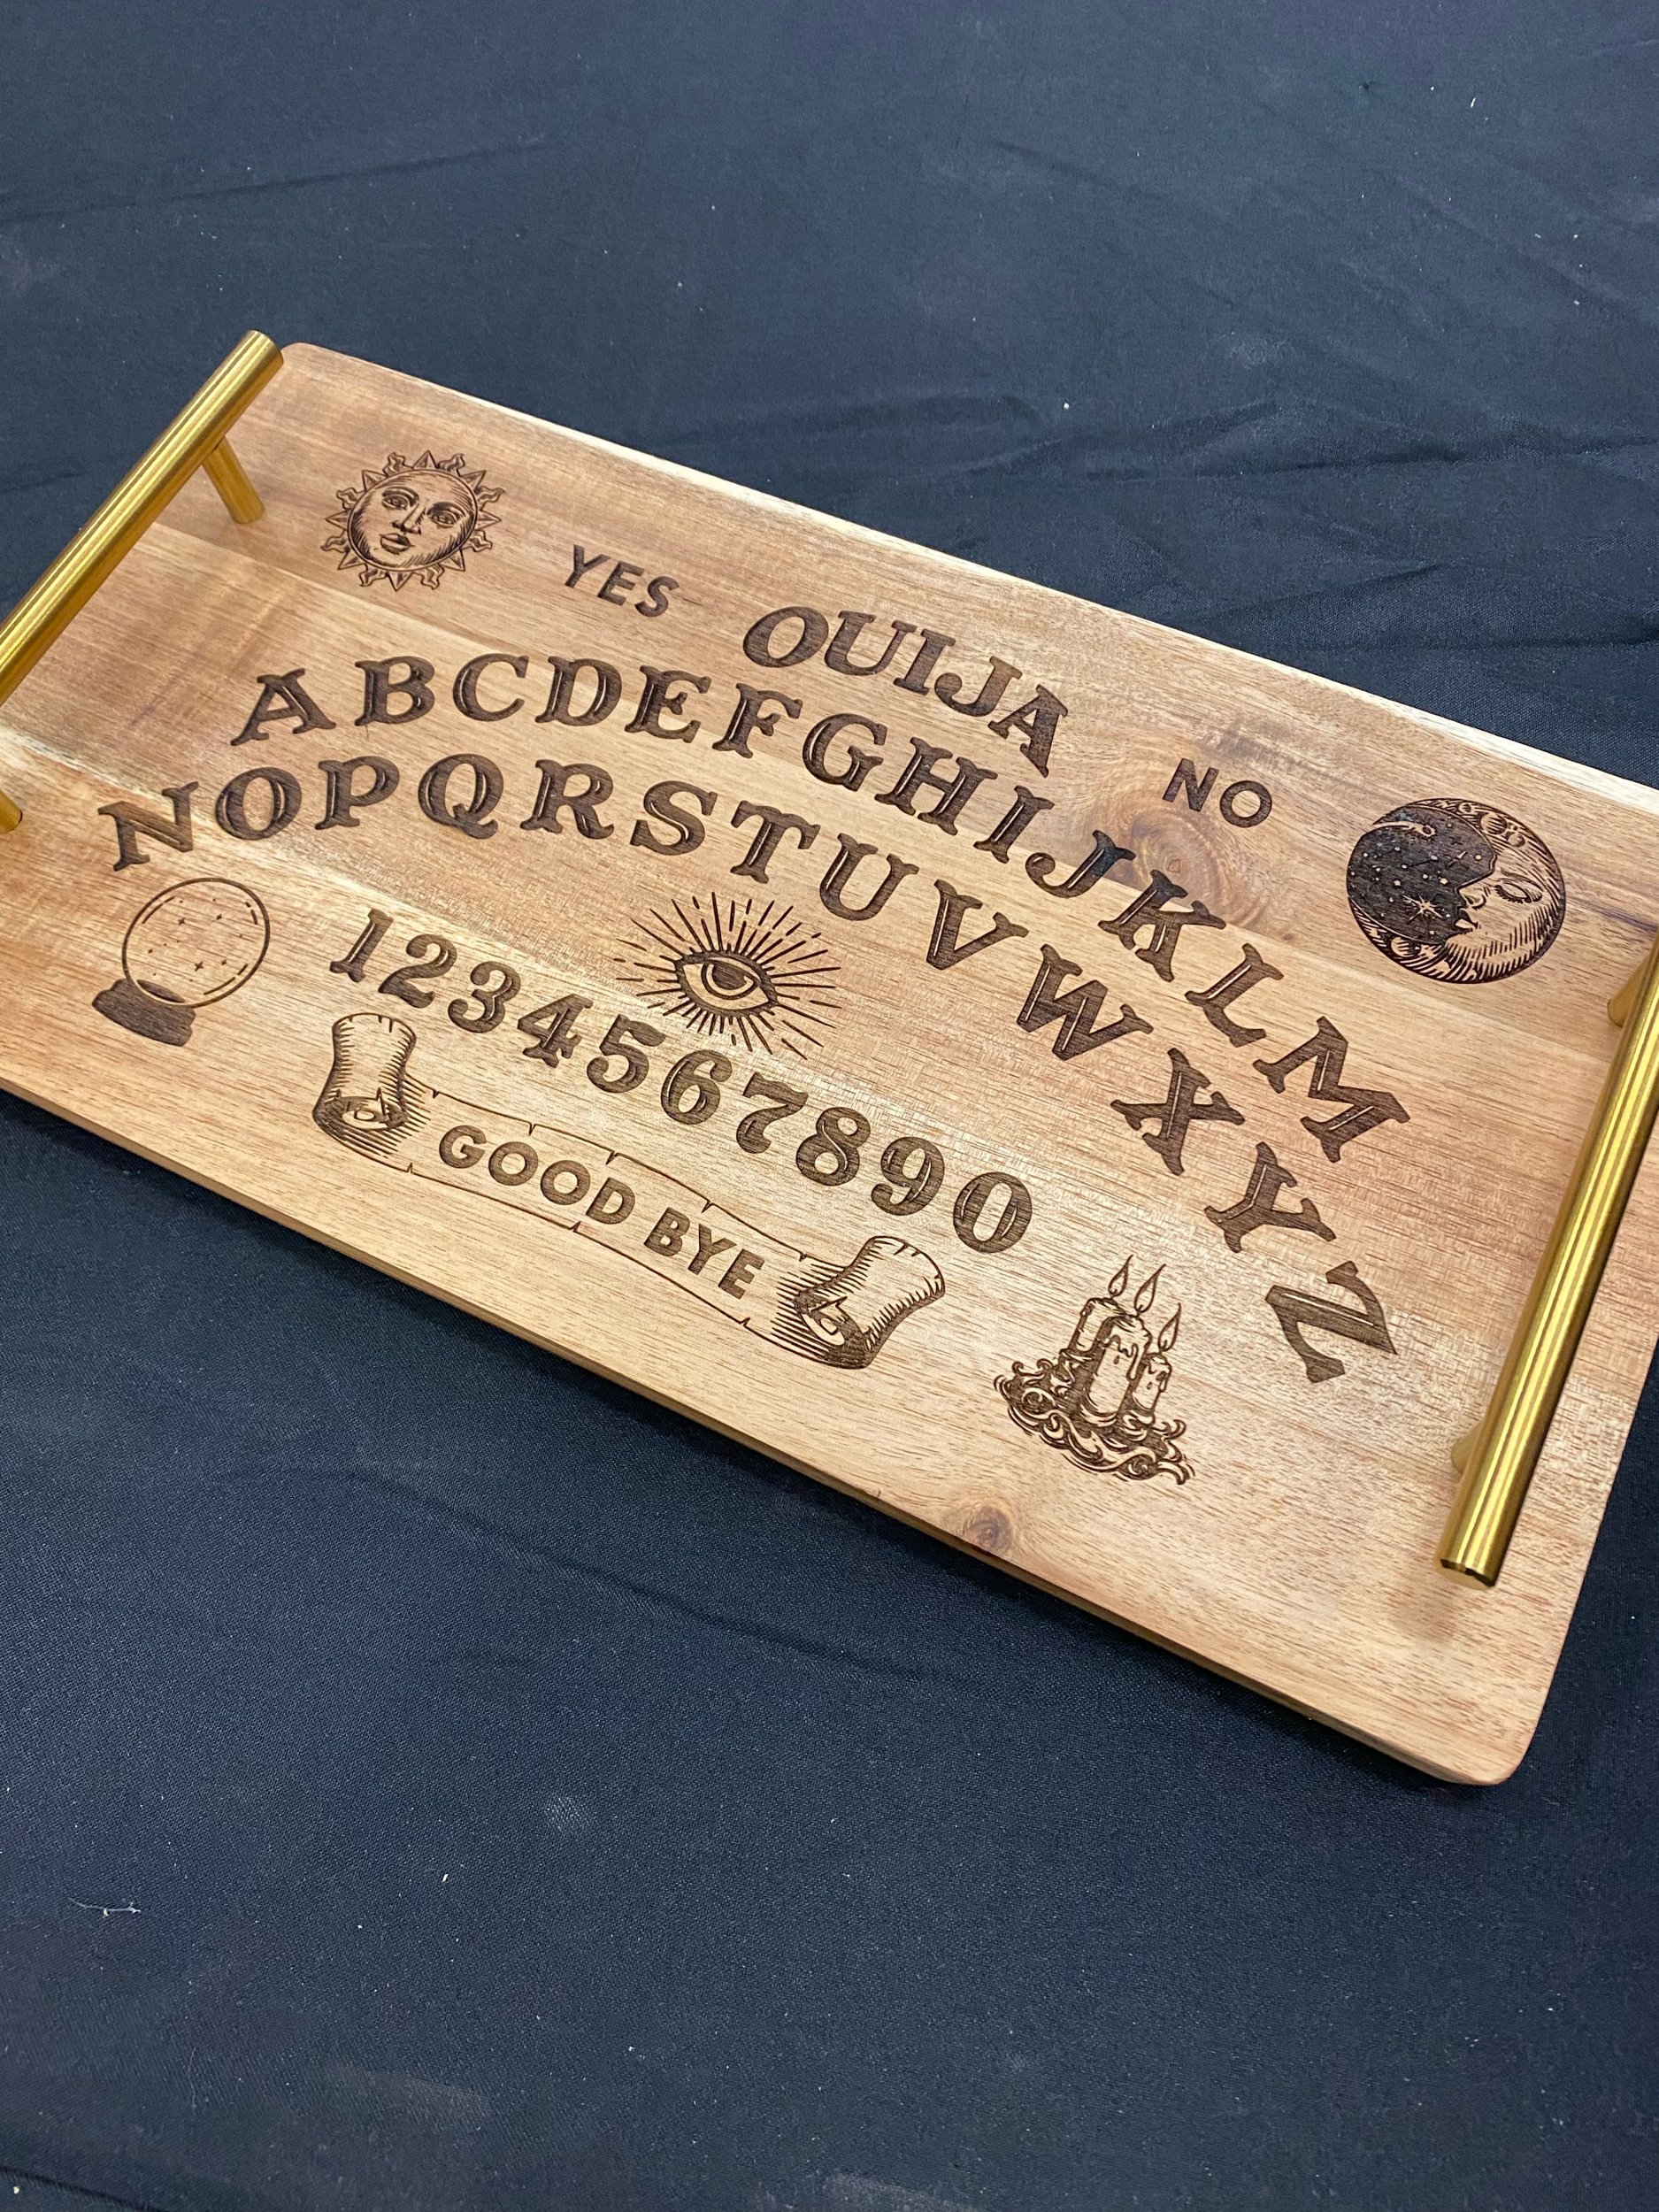 YES OUIJA NO
ABCDEFGHIJKLM
NOPQRSTUVWXYZ
1234567890
GOOD BYE